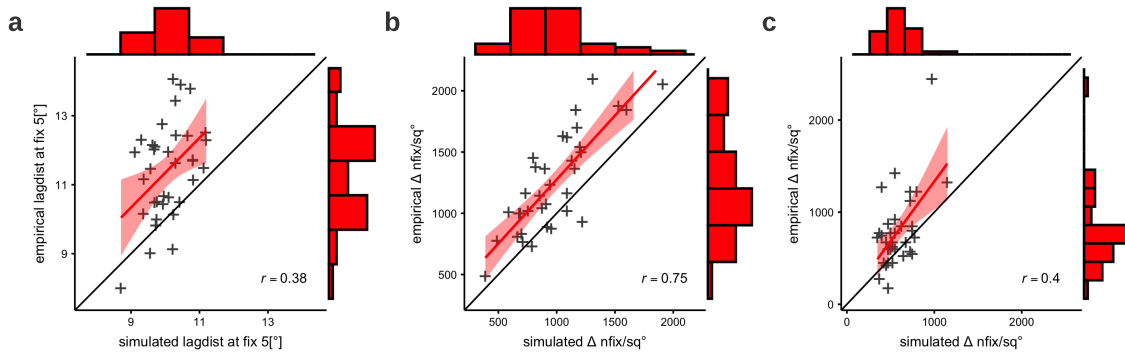 a
b
c
empirical lagdist at fix 5[°]
13
11
9
r = 0.38
9
11
13
simulated lagdist at fix 5[°]
empirical Δ nfix/sq°
2000
1500
1000
500
r = 0.75
500
1000
1500
2000
simulated Δ nfix/sq°
empirical Δ nfix/sq°
2000
1000
0
r = 0.4
0
1000
2000
simulated Δ nfix/sq°